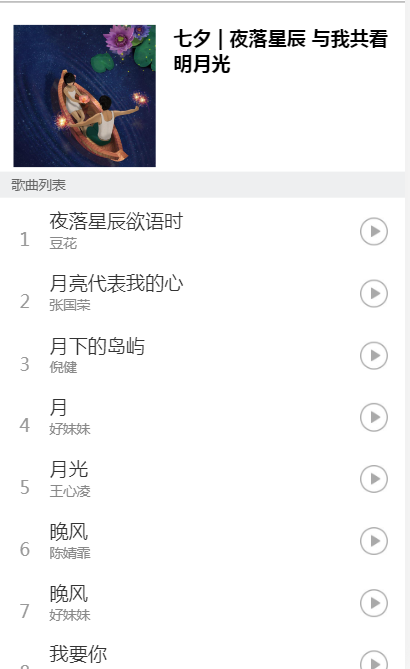 七夕 | 夜落星辰 与我共看
明月光
歌曲列表
1
夜落星辰欲语时
豆花
2
月亮代表我的心
张国荣
3
月下的岛屿
倪健
4
月
好妹妹
5
月光
王心凌
6
晚风
陈婧霏
7
晚风
好妹妹
我要你